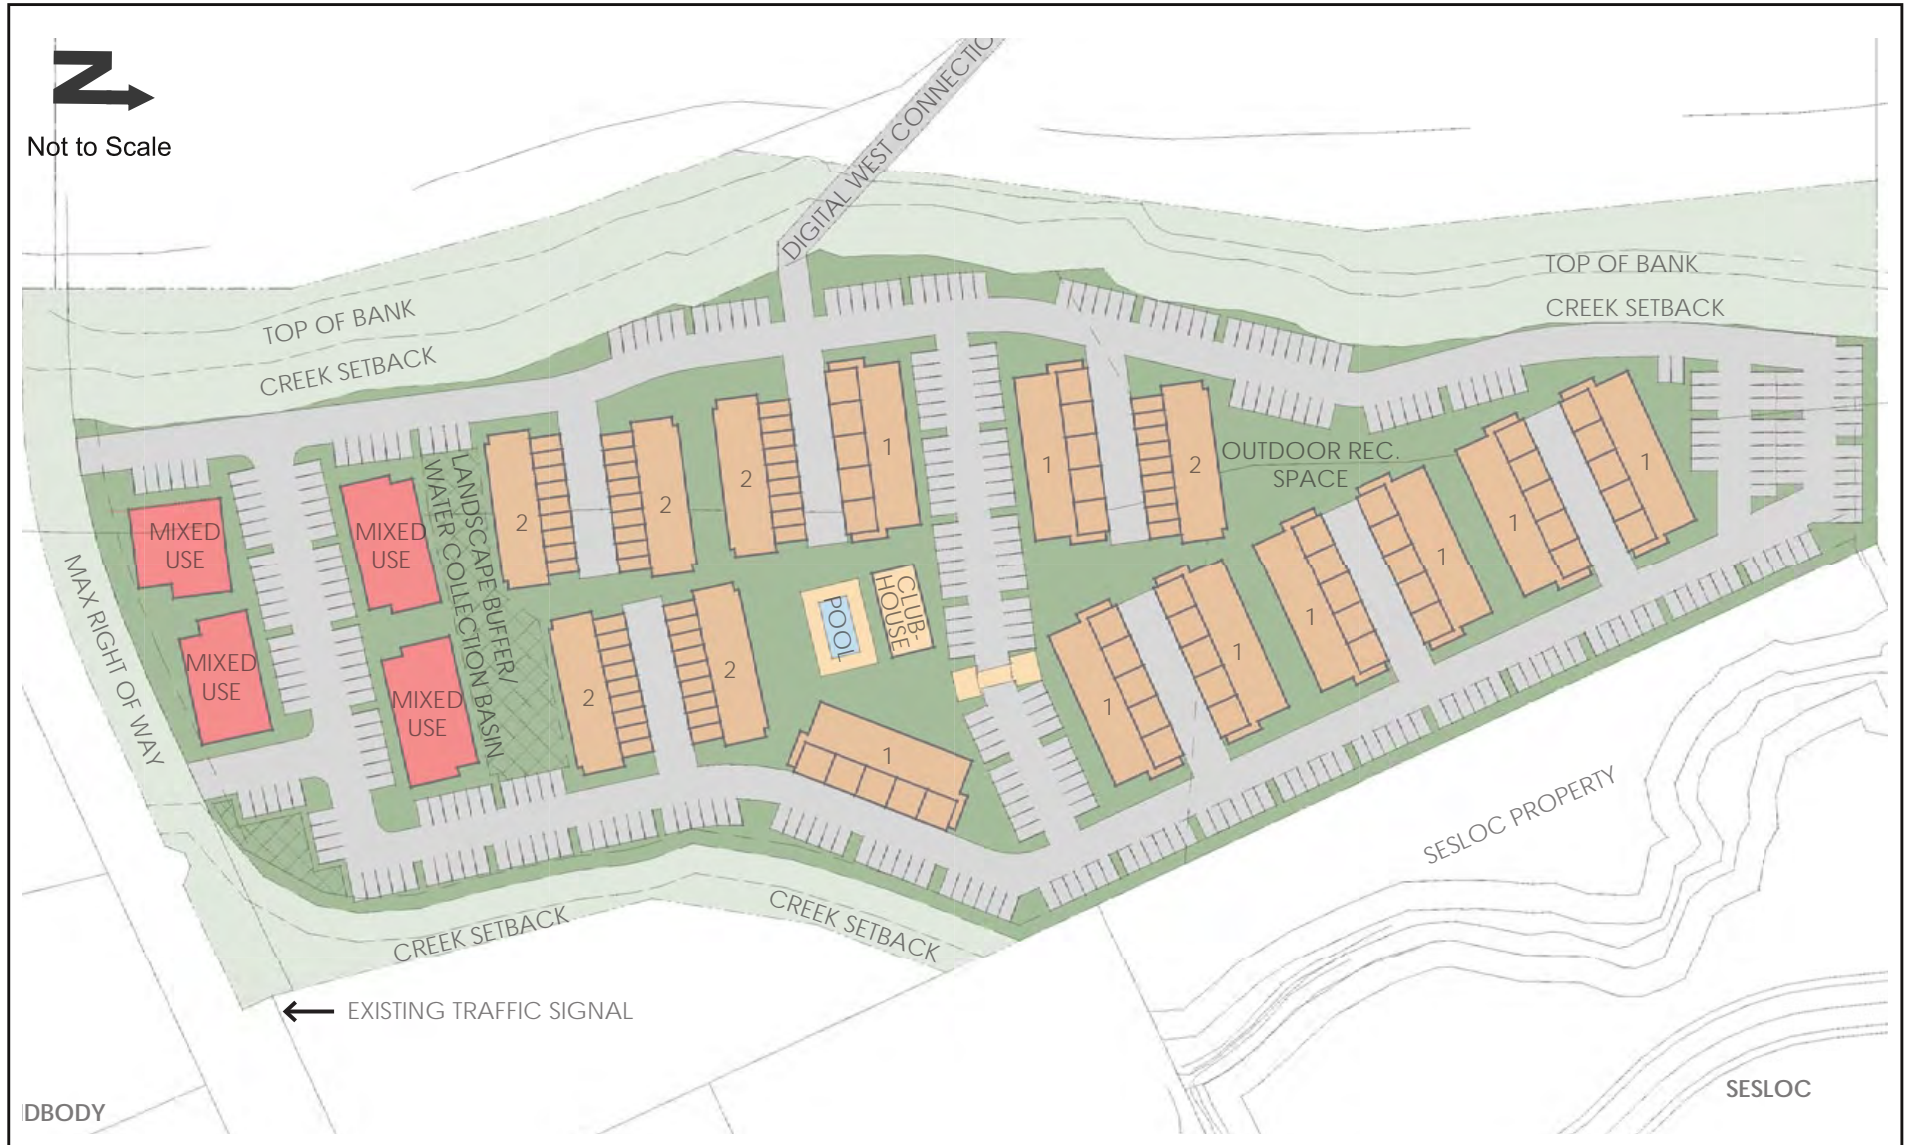 N
Not to Scale
DIGITAL WEST CONNECTIO
TOP OF BANK
CREEK SETBACK
TOP OF BANK
CREEK SETBACK
MIXED
USE
MIXED
USE
LANDSCAPE BUFFER/
WATER COLLECTION BASIN
2
2
2
1
1
2
OUTDOOR REC.
SPACE
1
1
1
1
1
1
MAX RIGHT OF WAY
MIXED
USE
MIXED
USE
2
2
POOL
CLUB-
HOUSE
1
SESLOC PROPERTY
CREEK SETBACK
CREEK SETBACK
EXISTING TRAFFIC SIGNAL
IDBODY
SESLOC